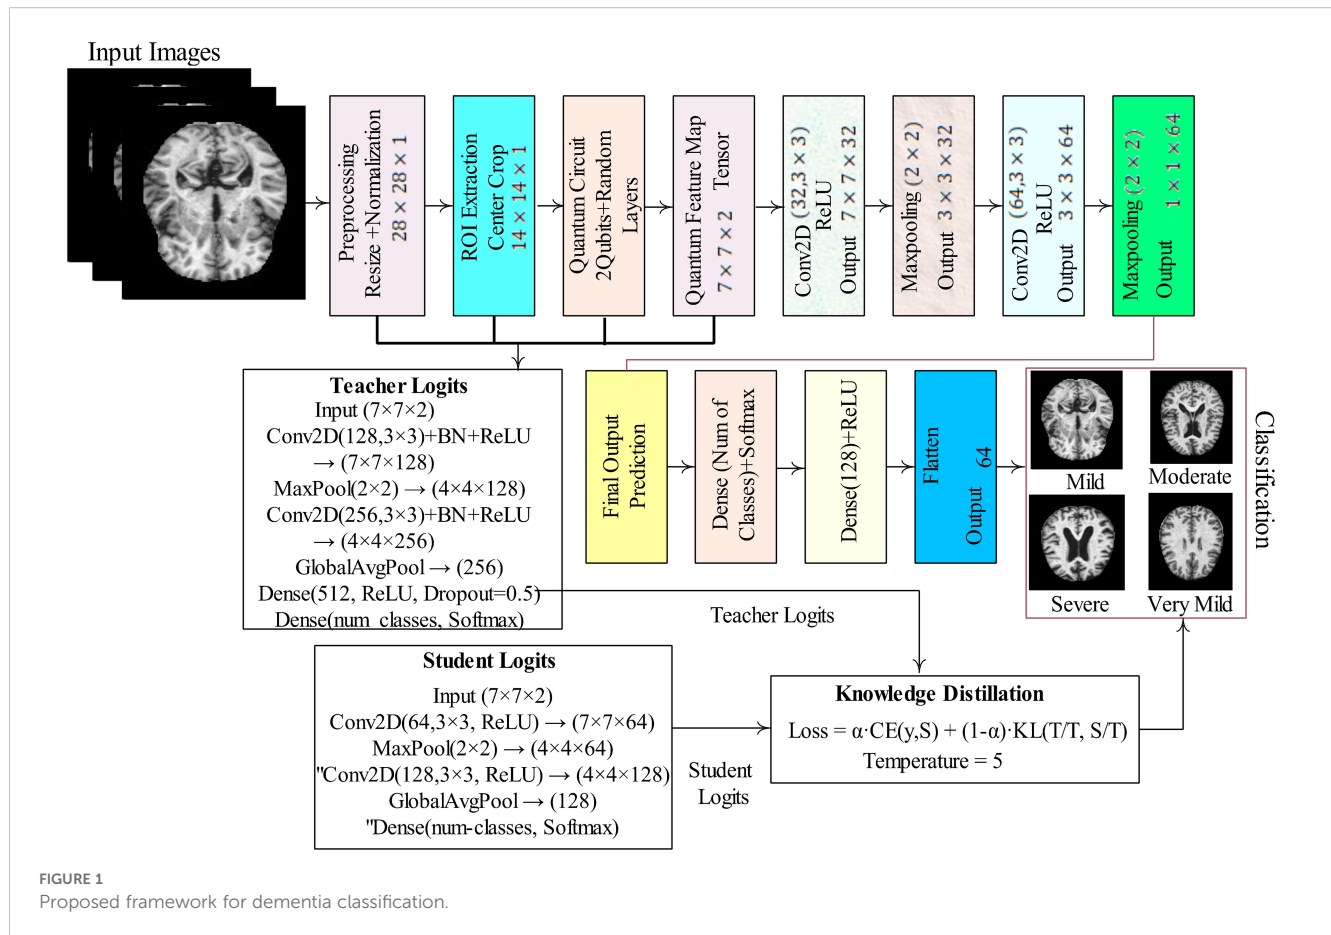 Input Images
Preprocessing
Resize +Normalization
28 × 28 × 1
ROI Extraction
Center Crop
14 × 14 × 1
Quantum Circuit
2Qubits+Random
Layers
Quantum Feature Map
7 × 7 × 2 Tensor
Conv2D (32,3 × 3)
ReLU
Output 7 × 7 × 32
Maxpooling (2 × 2)
Output 3 × 3 × 32
Conv2D (64,3 × 3)
ReLU
Output 3 × 3 × 64
Maxpooling (2 × 2)
Output 1 × 1 × 64
Teacher Logits
Input (7×7×2)
Conv2D(128,3×3)+BN+ReLU
→ (7×7×128)
MaxPool(2×2) → (4×4×128)
Conv2D(256,3×3)+BN+ReLU
→ (4×4×256)
GlobalAvgPool → (256)
Dense(512, ReLU, Dropout=0.5)
Dense(num_classes, Softmax)
Final Output
Prediction
Dense (Num of
Classes)+Softmax
Dense(128)+ReLU
Flatten
Output 64
Mild
Moderate
Severe
Very Mild
Classification
Teacher Logits
Student Logits
Input (7×7×2)
Conv2D(64,3×3, ReLU) → (7×7×64)
MaxPool(2×2) → (4×4×64)
"Conv2D(128,3×3, ReLU) → (4×4×128)
GlobalAvgPool → (128)
"Dense(num-classes, Softmax)
Student
Logits
Knowledge Distillation
Loss = α·CE(y,S) + (1-α)·KL(T/T, S/T)
Temperature = 5
FIGURE 1
Proposed framework for dementia classification.